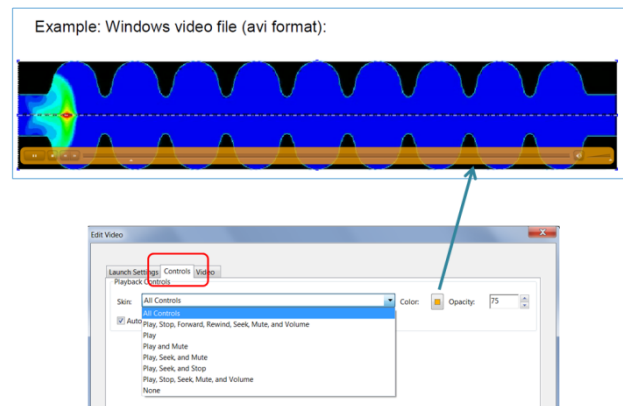 Example: Windows video file (avi format):
Edit Video
Launch Settings Controls Video
Playback Controls
Skin: All Controls Color: Opacity: 75
All Controls
Auto
Play, Stop, Forward, Rewind, Seek, Mute, and Volume
Play
Play and Mute
Play, Seek, and Mute
Play, Seek, and Stop
Play, Stop, Seek, Mute, and Volume
None